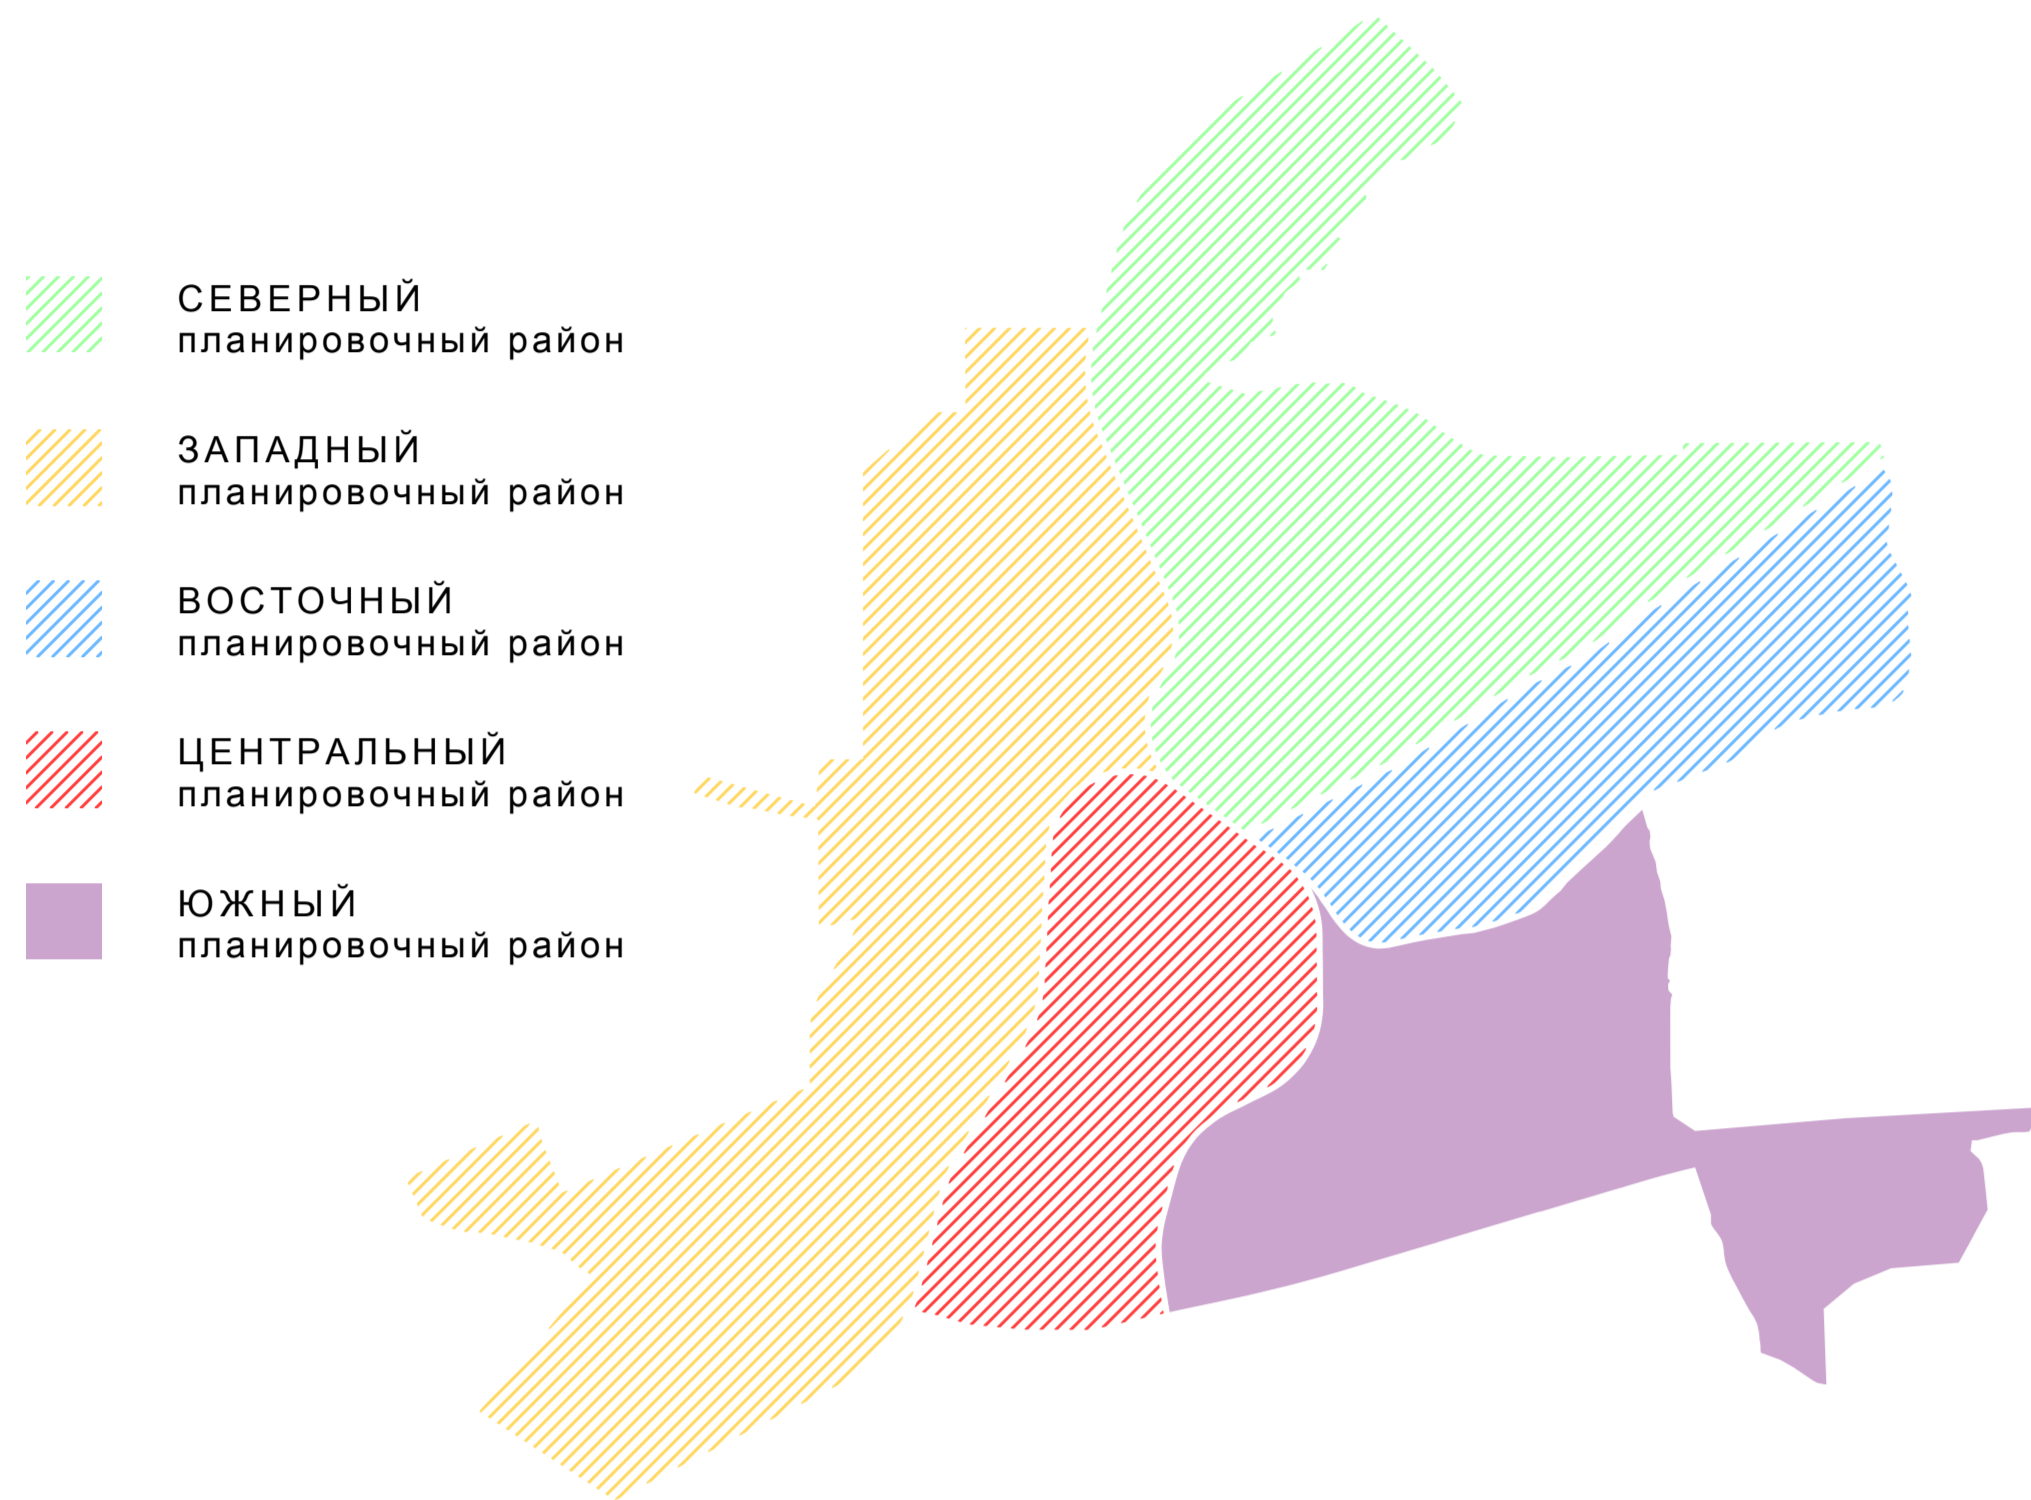 СЕВЕРНЫЙ
планировочный район
ЗАПАДНЫЙ
планировочный район
ВОСТОЧНЫЙ
планировочный район
ЦЕНТРАЛЬНЫЙ
планировочный район
ЮЖНЫЙ
планировочный район